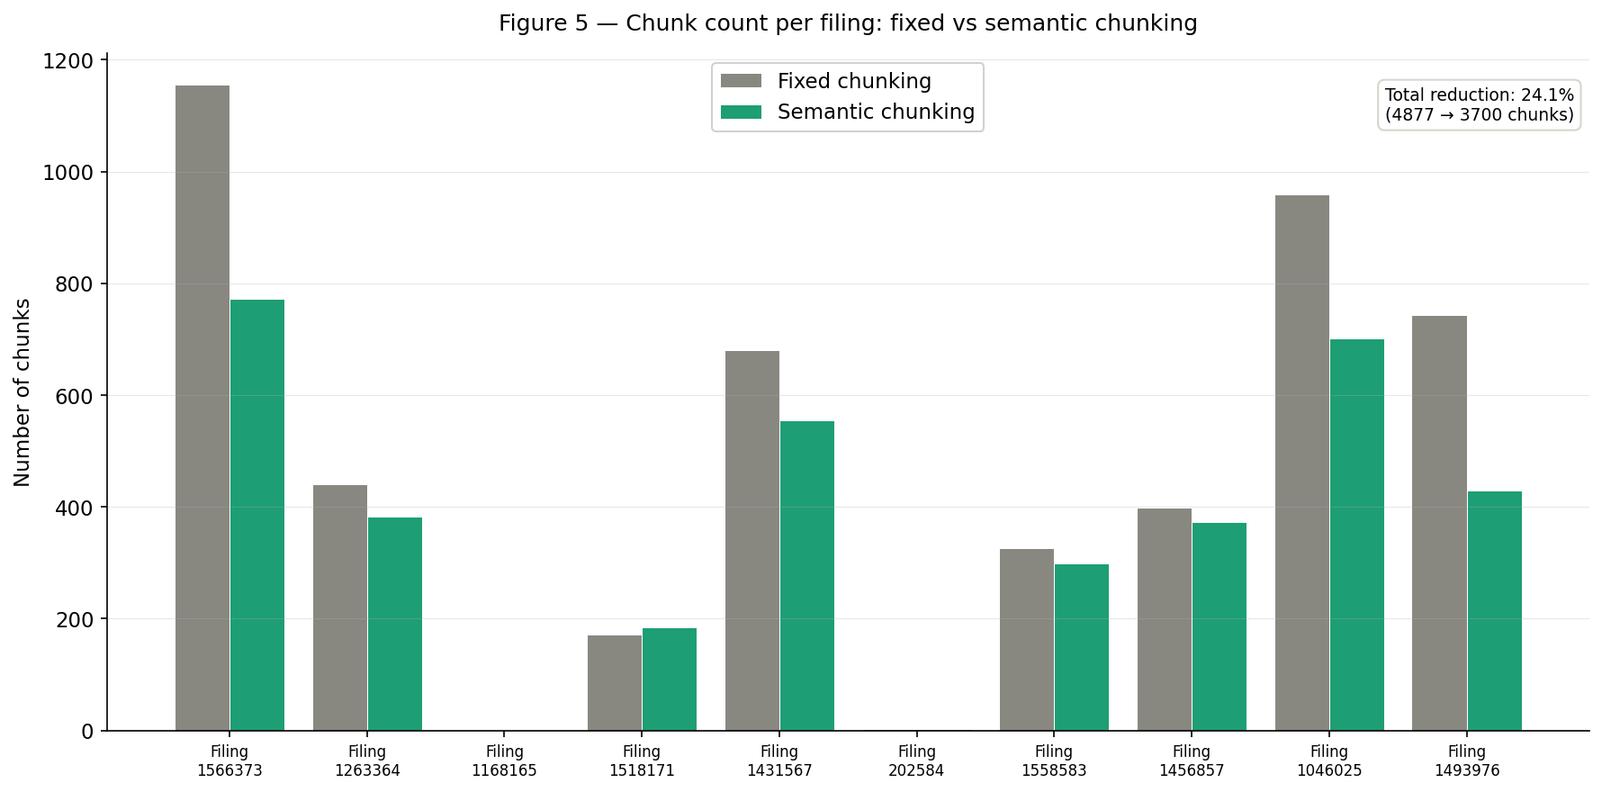 Figure 5 — Chunk count per filing: fixed vs semantic chunking
Fixed chunking
Semantic chunking
Total reduction: 24.1%
(4877 → 3700 chunks)
Number of chunks
1200
1000
800
600
400
200
0
Filing
1566373
Filing
1263364
Filing
1168165
Filing
1518171
Filing
1431567
Filing
202584
Filing
1558583
Filing
1456857
Filing
1046025
Filing
1493976